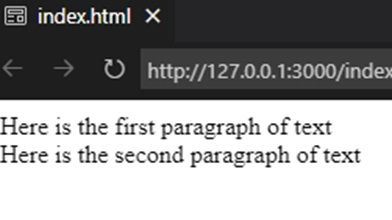 index.html
http://127.0.0.1:3000/index
Here is the first paragraph of text
Here is the second paragraph of text